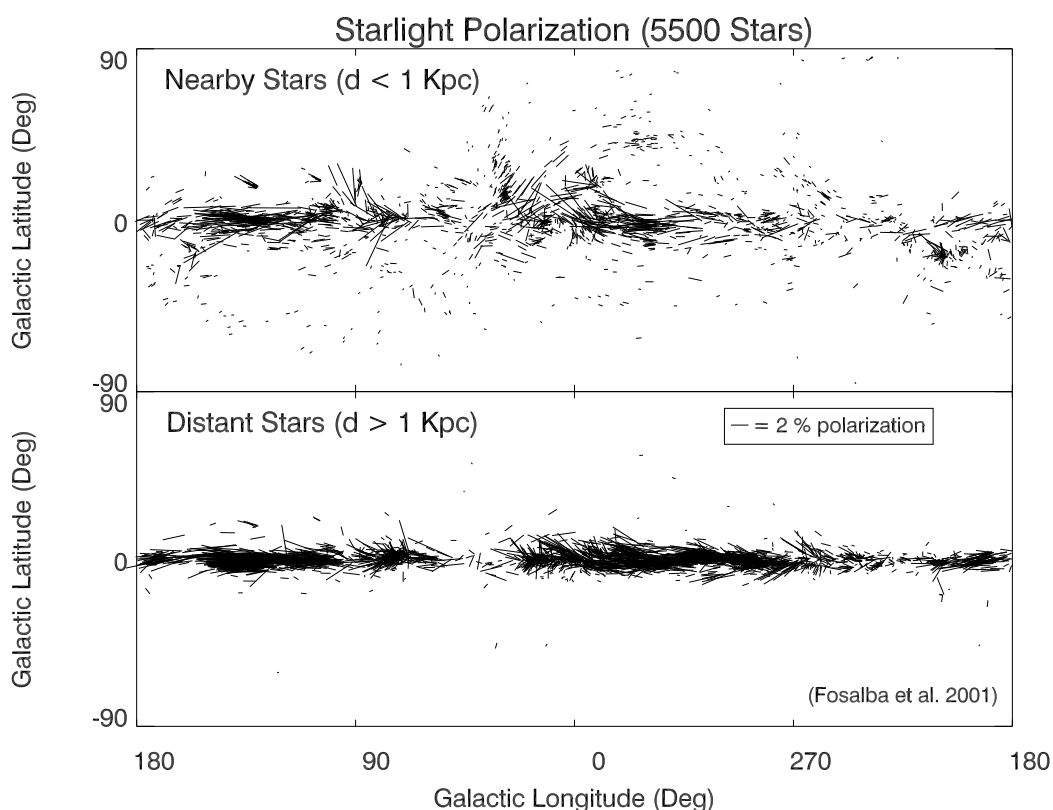 Starlight Polarization (5500 Stars)
90
Nearby Stars (d < 1 Kpc)
Galactic Latitude (Deg)
0
-90
90
Distant Stars (d > 1 Kpc)
— = 2 % polarization
Galactic Latitude (Deg)
0
(Fosalba et al. 2001)
-90
180 90 0 270 180
Galactic Longitude (Deg)